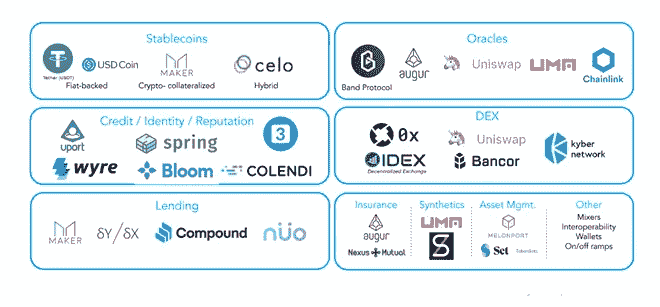 Stablecoins
Tether (USDT)
USD Coin
MAKER
celo
Fiat-backed
Crypto- collateralized
Hybrid
Oracles
Band Protocol
augur
Uniswap
UMA
Chainlink
Credit / Identity / Reputation
uport
spring
3
wyre
Bloom
COLENDI
DEX
0x
Uniswap
kyber
network
IDEX
Decentralized Exchange
Bancor
Lending
MAKER
δY/δX
Compound
nüo
Insurance
augur
Nexus Mutual
Synthetics
UMA
S
Asset Mgmt.
MELONPORT
Set
Other
Mixers
Interoperability
Wallets
On/off ramps